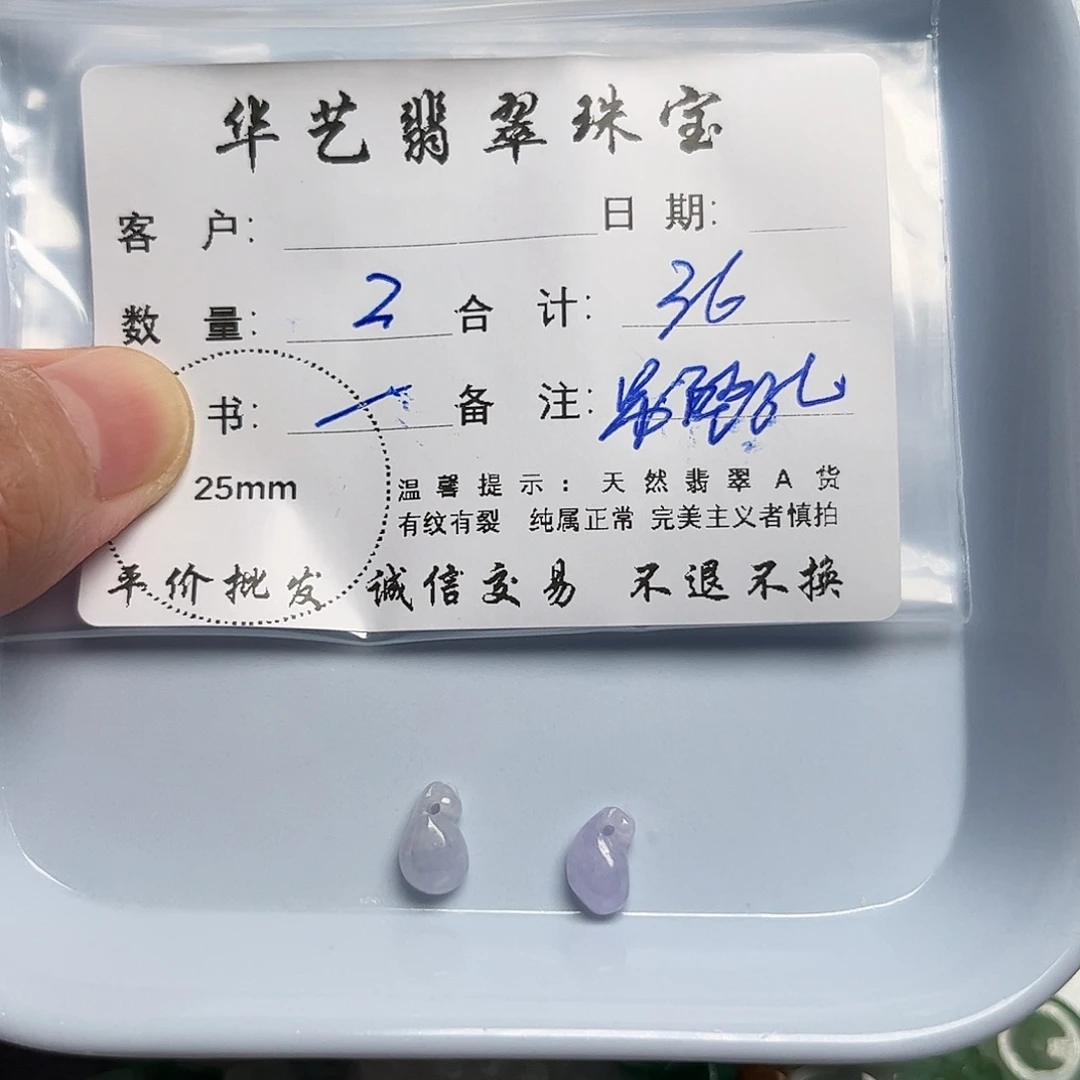 华艺翡翠珠宝
客 户: 日 期:
数 量: 2 合 计: 36
书: 一 备 注:
25mm
温馨提示: 天然翡翠A货
有纹有裂 纯属正常 完美主义者慎拍
平价批发 诚信交易 不退不换